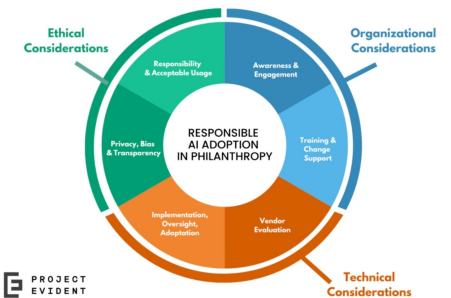 Ethical
Considerations
Organizational
Considerations
Responsibility
& Acceptable Usage
Awareness &
Engagement
Privacy, Bias
& Transparency
RESPONSIBLE
AI ADOPTION
IN PHILANTHROPY
Training &
Change
Support
Implementation,
Oversight,
Adaptation
Vendor
Evaluation
PROJECT
EVIDENT
Technical
Considerations